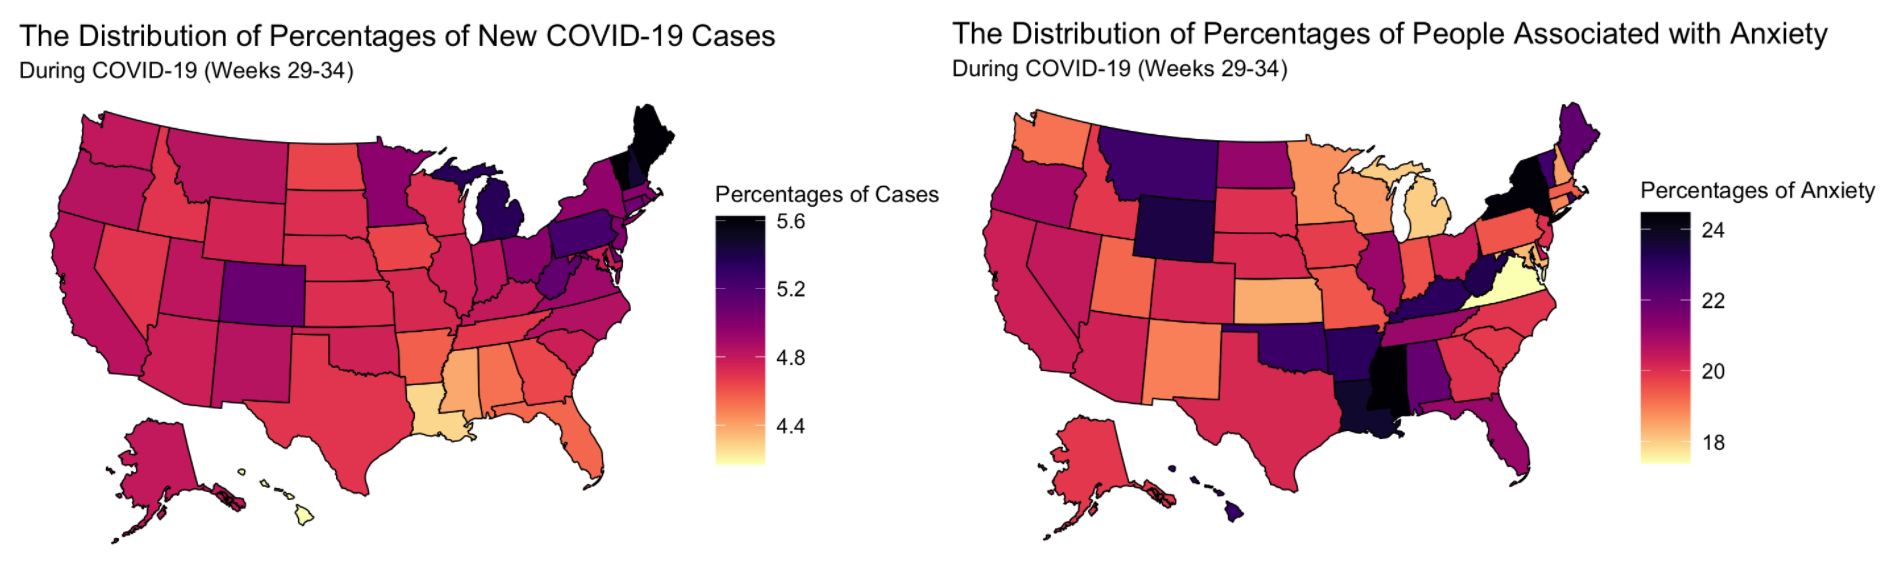 The Distribution of Percentages of New COVID-19 Cases
During COVID-19 (Weeks 29-34)
Percentages of Cases
5.6
5.2
4.8
4.4
The Distribution of Percentages of People Associated with Anxiety
During COVID-19 (Weeks 29-34)
Percentages of Anxiety
24
22
20
18